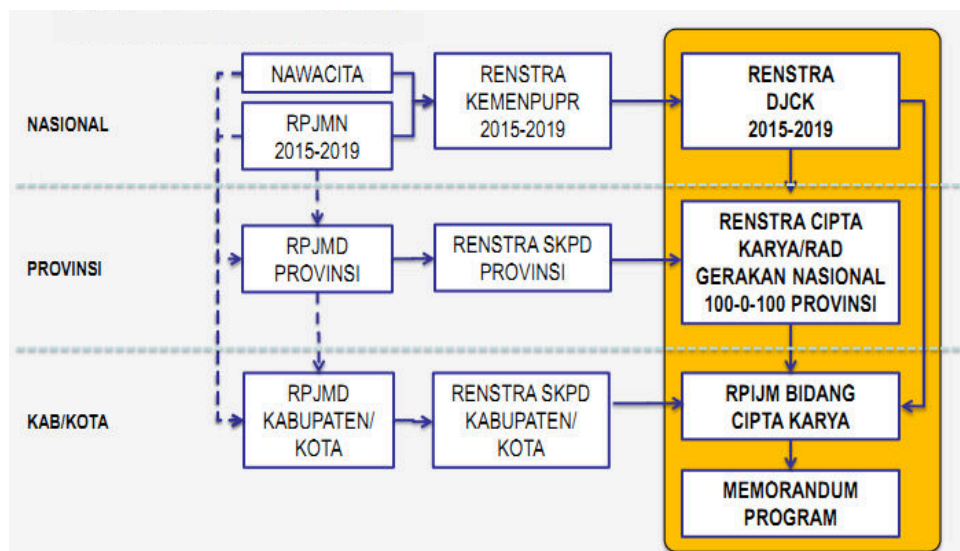 NASIONAL
NAWACITA
RPJMN
2015-2019
RENSTRA
KEMENPUPR
2015-2019
RENSTRA
DJCK
2015-2019
PROVINSI
RPJMD
PROVINSI
RENSTRA SKPD
PROVINSI
RENSTRA CIPTA
KARYA/RAD
GERAKAN NASIONAL
100-0-100 PROVINSI
KAB/KOTA
RPJMD
KABUPATEN/
KOTA
RENSTRA SKPD
KABUPATEN/
KOTA
RPIJM BIDANG
CIPTA KARYA
MEMORANDUM
PROGRAM